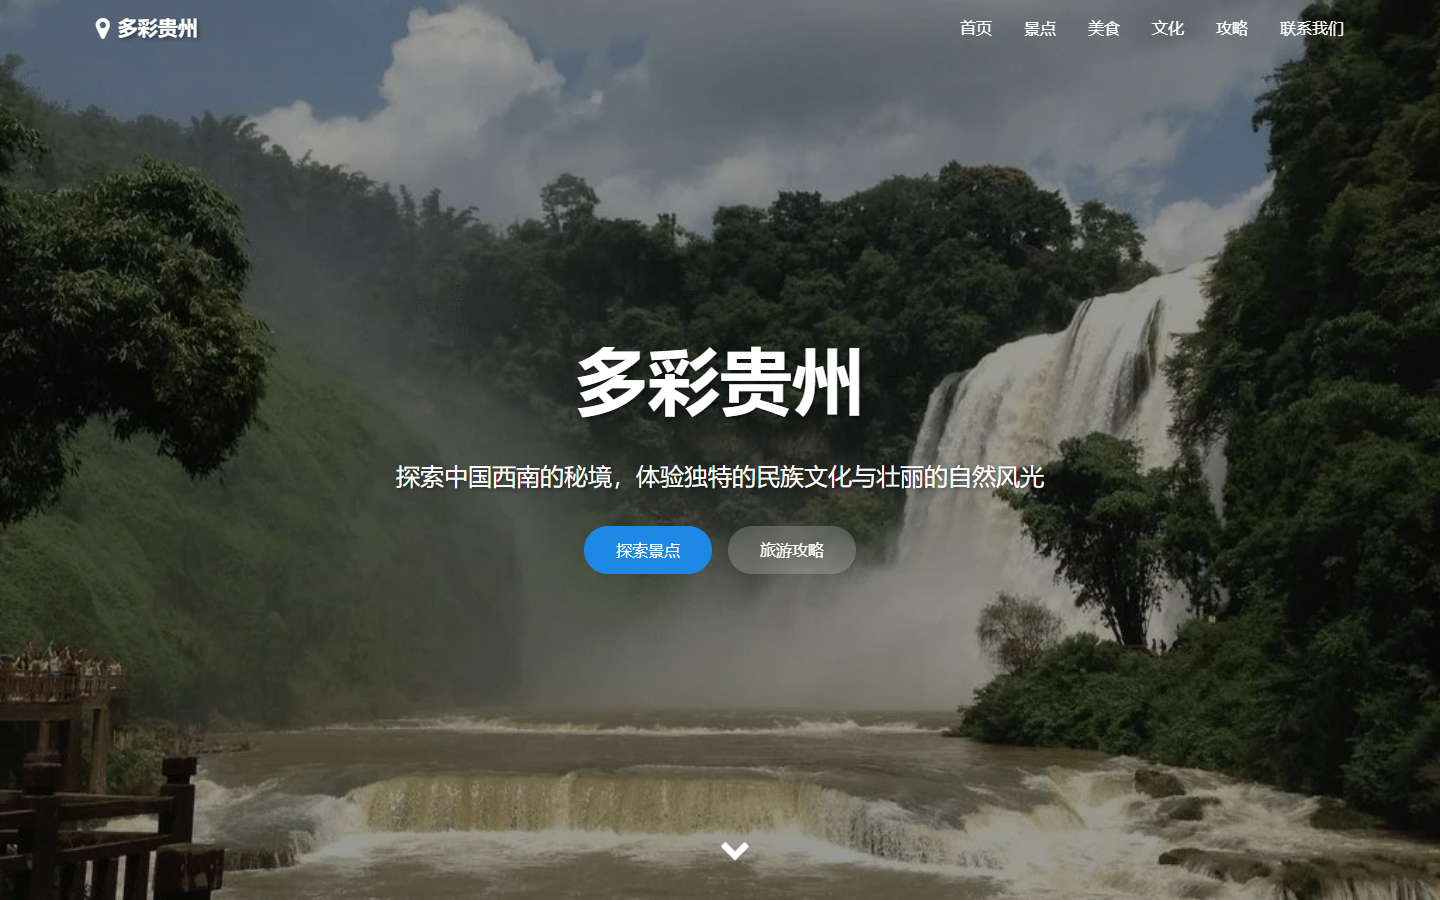 多彩贵州
首页 景点 美食 文化 攻略 联系我们
多彩贵州
探索中国西南的秘境，体验独特的民族文化与壮丽的自然风光
探索景点 旅游攻略